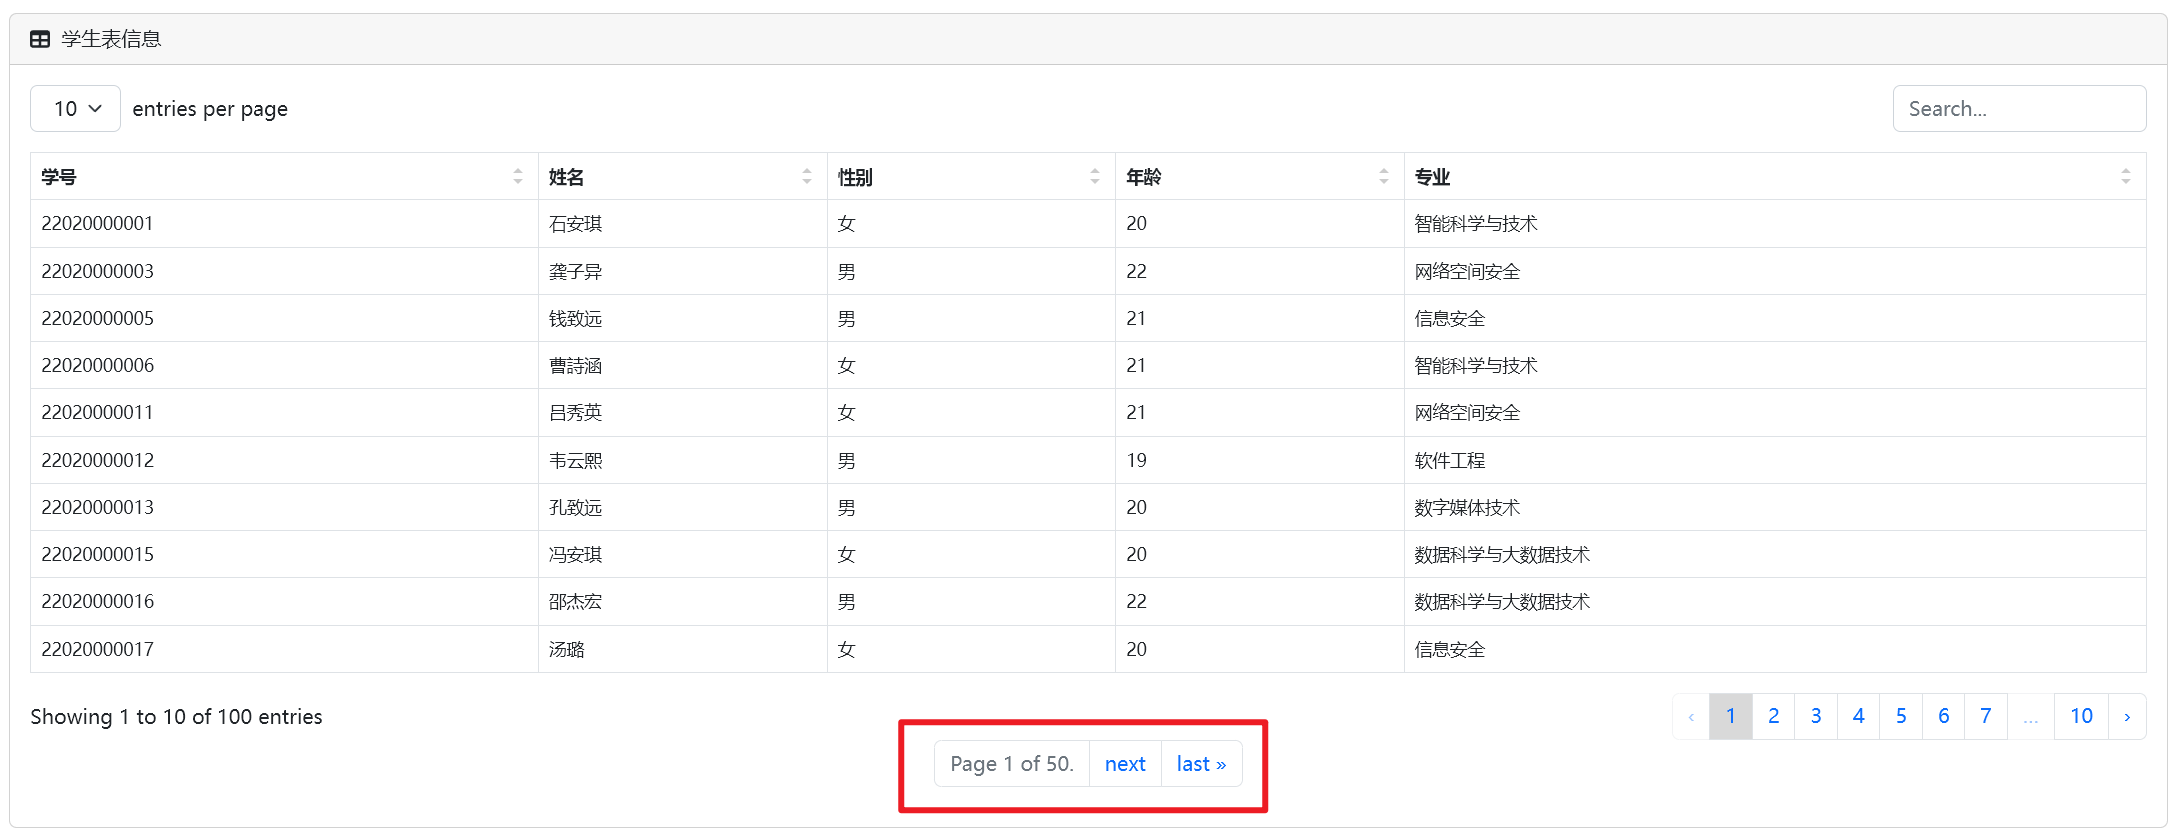 学生表信息
10 entries per page Search...
学号 姓名 性别 年龄 专业
22020000001 石安琪 女 20 智能科学与技术
22020000003 龚子异 男 22 网络空间安全
22020000005 钱致远 男 21 信息安全
22020000006 曹詩涵 女 21 智能科学与技术
22020000011 吕秀英 女 21 网络空间安全
22020000012 韦云熙 男 19 软件工程
22020000013 孔致远 男 20 数字媒体技术
22020000015 冯安琪 女 20 数据科学与大数据技术
22020000016 邵杰宏 男 22 数据科学与大数据技术
22020000017 汤璐 女 20 信息安全
Showing 1 to 10 of 100 entries ‹ 1 2 3 4 5 6 7 … 10 ›
Page 1 of 50. next last »